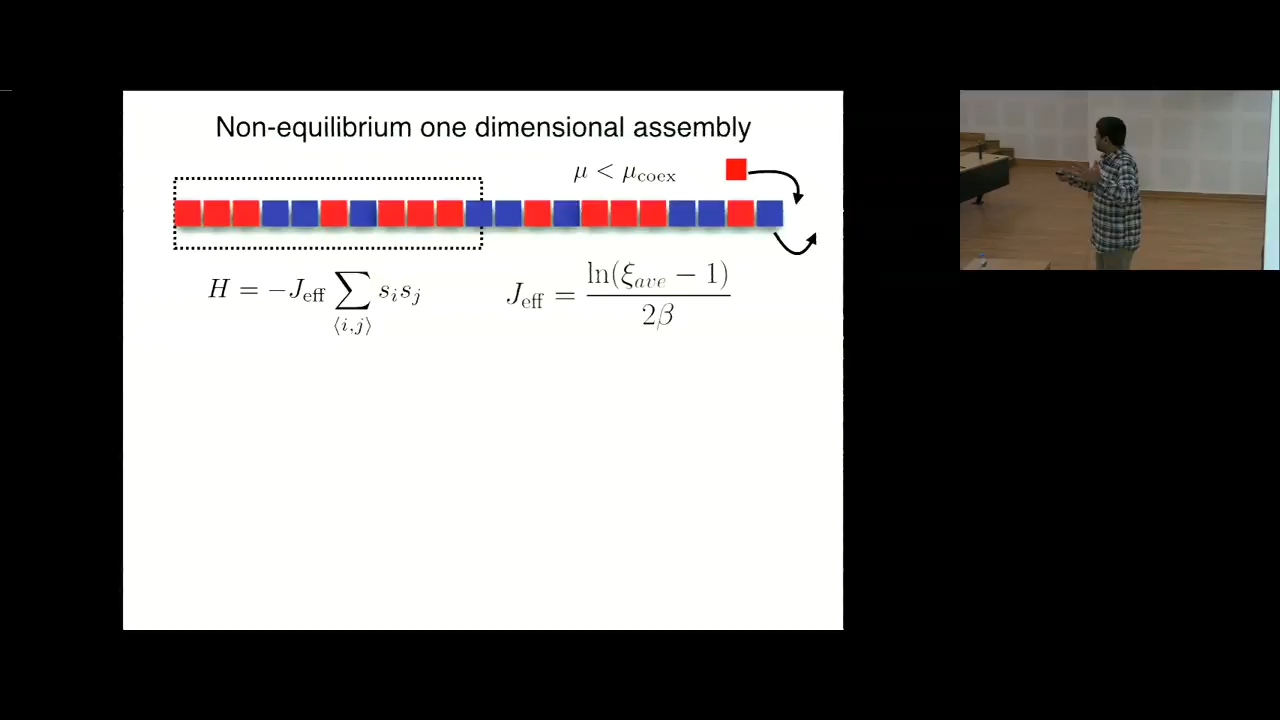 Non-equilibrium one dimensional assembly
μ < μ_coex
H = −J_eff ∑_⟨i,j⟩ s_i s_j
J_eff = ln(ξ_ave − 1) / 2β